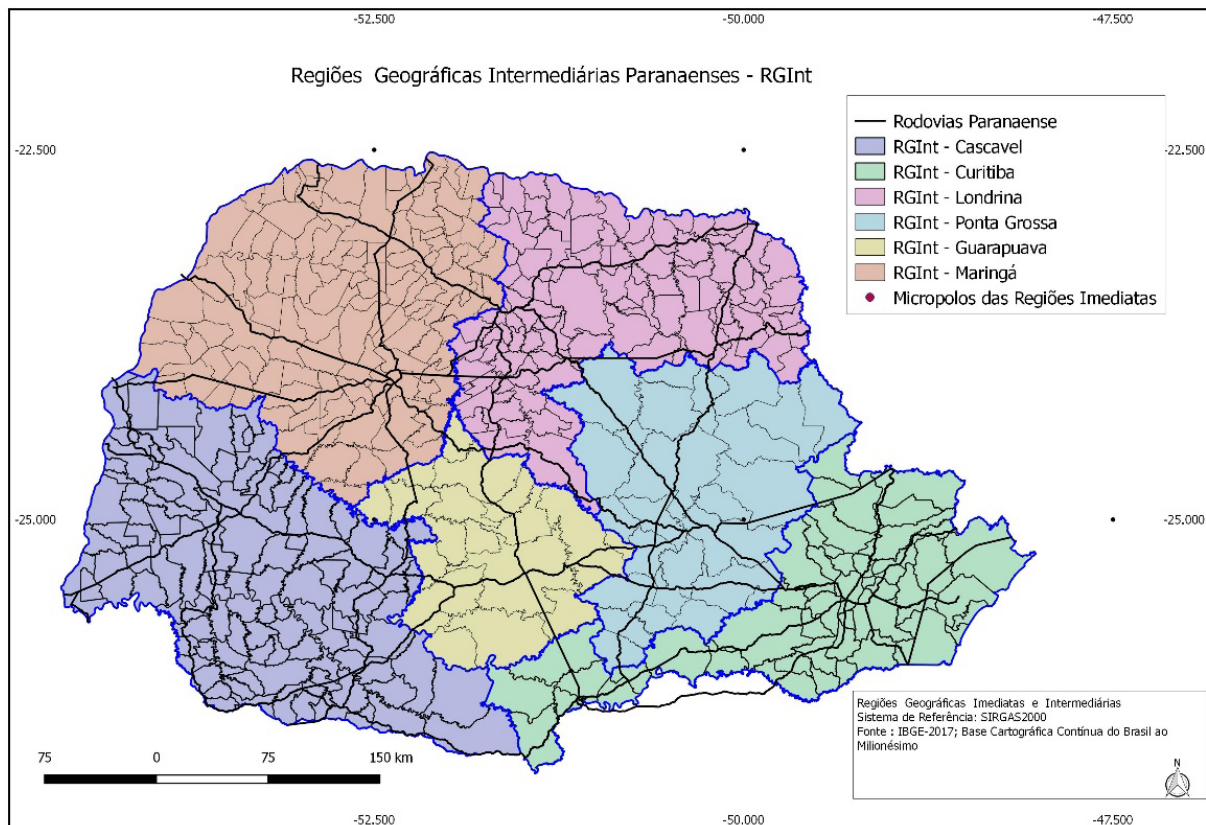 -52.500 -50.000 -47.500
Regiões Geográficas Intermediárias Paranaenses - RGInt
Rodovias Paranaense
RGInt - Cascavel
RGInt - Curitiba
RGInt - Londrina
RGInt - Ponta Grossa
RGInt - Guarapuava
RGInt - Maringá
Micropolos das Regiões Imediatas
-22.500 -22.500
-25.000 -25.000
Regiões Geográficas Imediatas e Intermediárias
Sistema de Referência: SIRGAS2000
Fonte : IBGE-2017; Base Cartográfica Contínua do Brasil ao
Milionésimo
N
75 0 75 150 km
-52.500 -50.000 -47.500